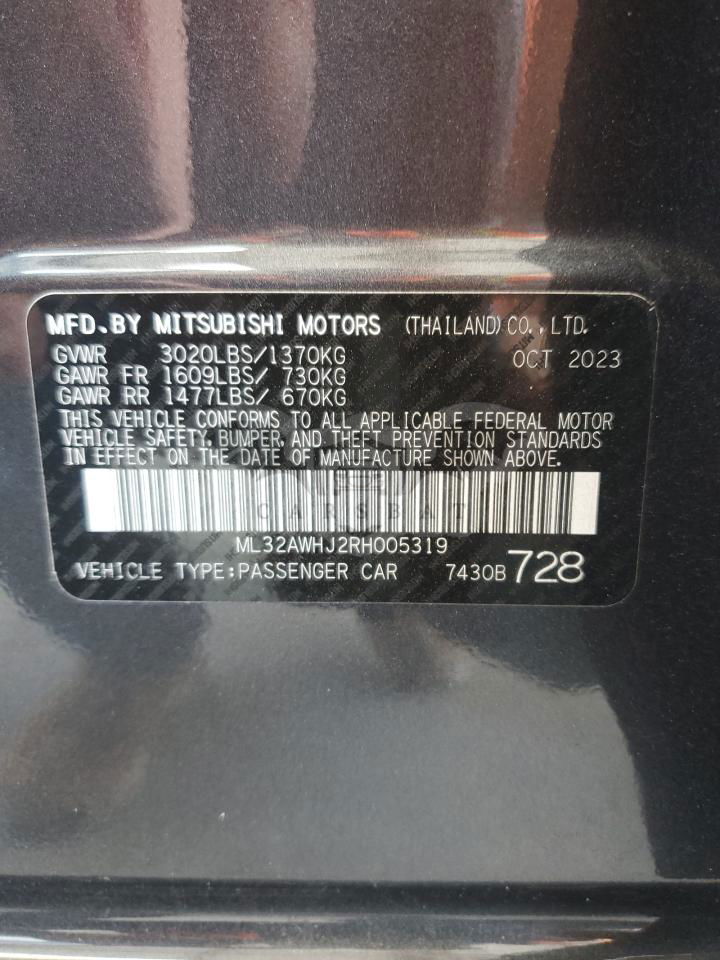 MFD.BY MITSUBISHI MOTORS (THAILAND)CO.,LTD.
GVWR 3020LBS/1370KG OCT 2023
GAWR FR 1609LBS/ 730KG
GAWR RR 1477LBS/ 670KG
THIS VEHICLE CONFORMS TO ALL APPLICABLE FEDERAL MOTOR
VEHICLE SAFETY, BUMPER, AND THEFT PREVENTION STANDARDS
IN EFFECT ON THE DATE OF MANUFACTURE SHOWN ABOVE.
CARSBAT
ML32AWHJ2RH005319
VEHICLE TYPE:PASSENGER CAR 7430B 728